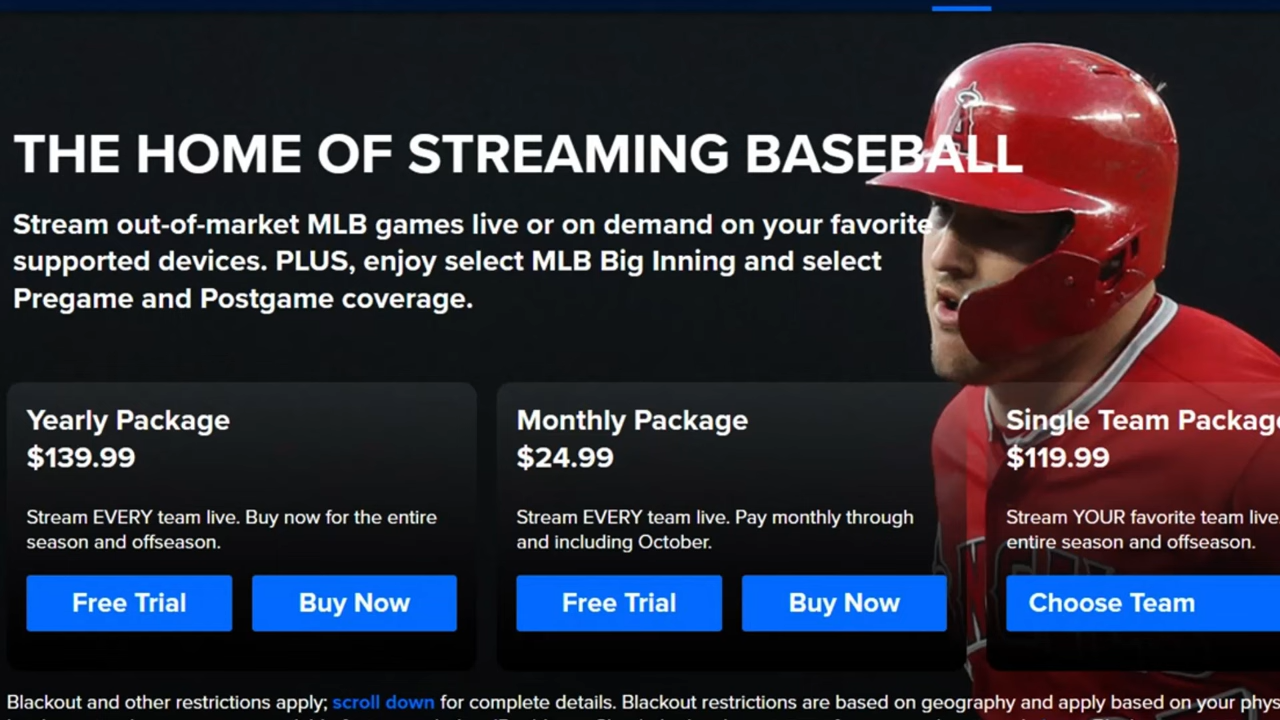 THE HOME OF STREAMING BASEBALL
Stream out-of-market MLB games live or on demand on your favorite
supported devices. PLUS, enjoy select MLB Big Inning and select
Pregame and Postgame coverage.
Yearly Package
$139.99
Stream EVERY team live. Buy now for the entire
season and offseason.
Free Trial
Buy Now
Monthly Package
$24.99
Stream EVERY team live. Pay monthly through
and including October.
Free Trial
Buy Now
Single Team
$119.99
Stream YOUR favorite team live
entire season and offseason.
Choose Team
Blackout and other restrictions apply; scroll down for complete details. Blackout restrictions are based on geography and apply based on your